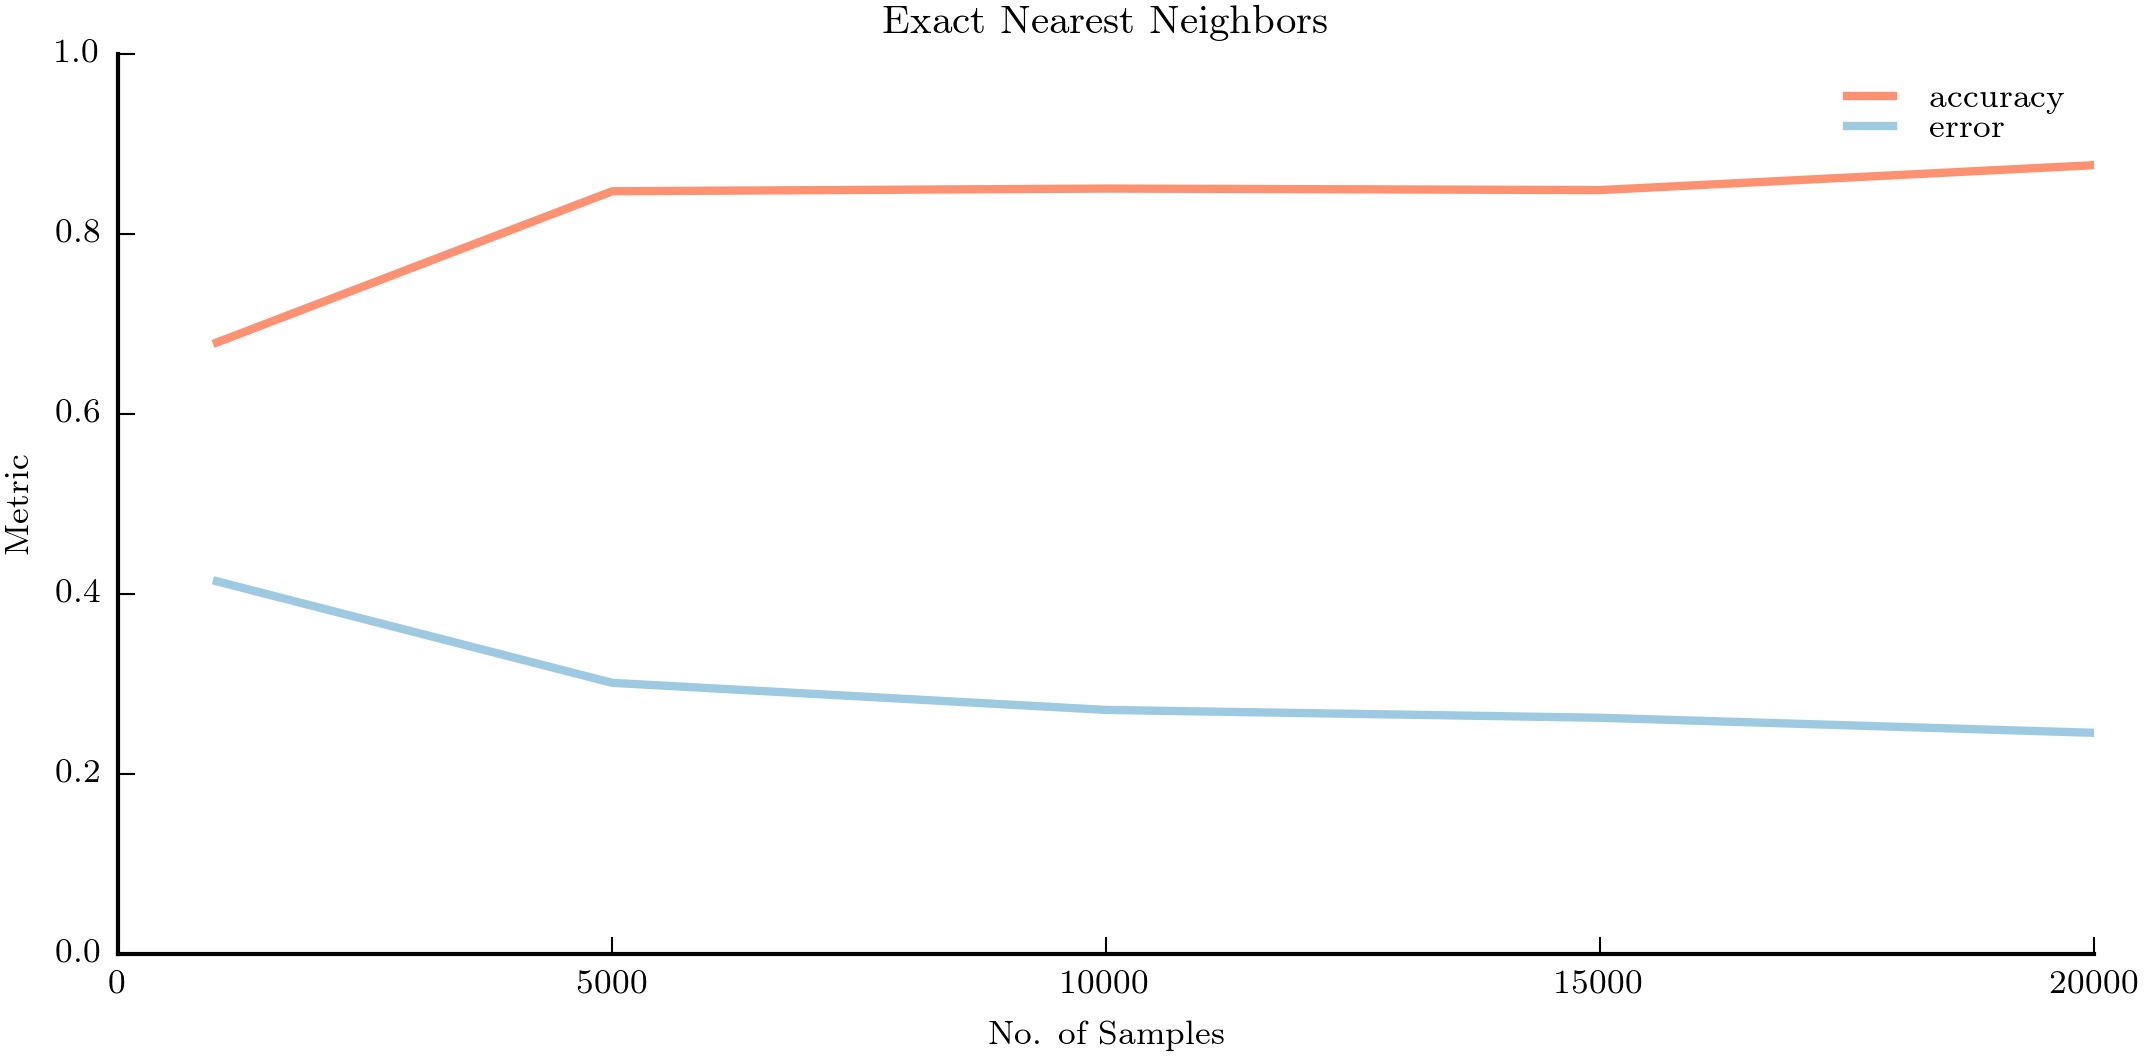 Exact Nearest Neighbors
accuracy
error
1.0
0.8
0.6
0.4
0.2
0.0
Metric
0 5000 10000 15000 20000
No. of Samples